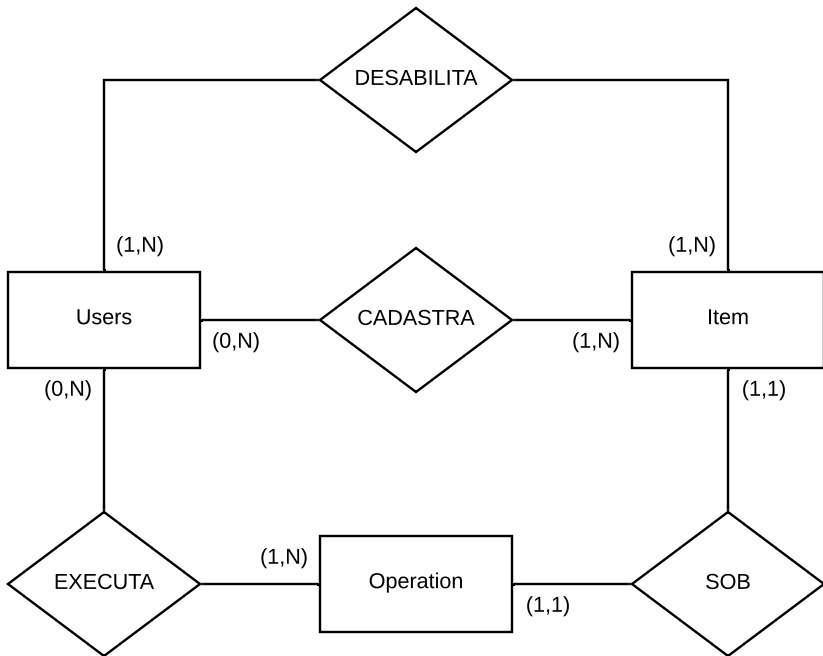 DESABILITA
(1,N)
(1,N)
Users
CADASTRA
Item
(0,N)
(1,N)
(0,N)
(1,1)
(1,N)
EXECUTA
Operation
SOB
(1,1)